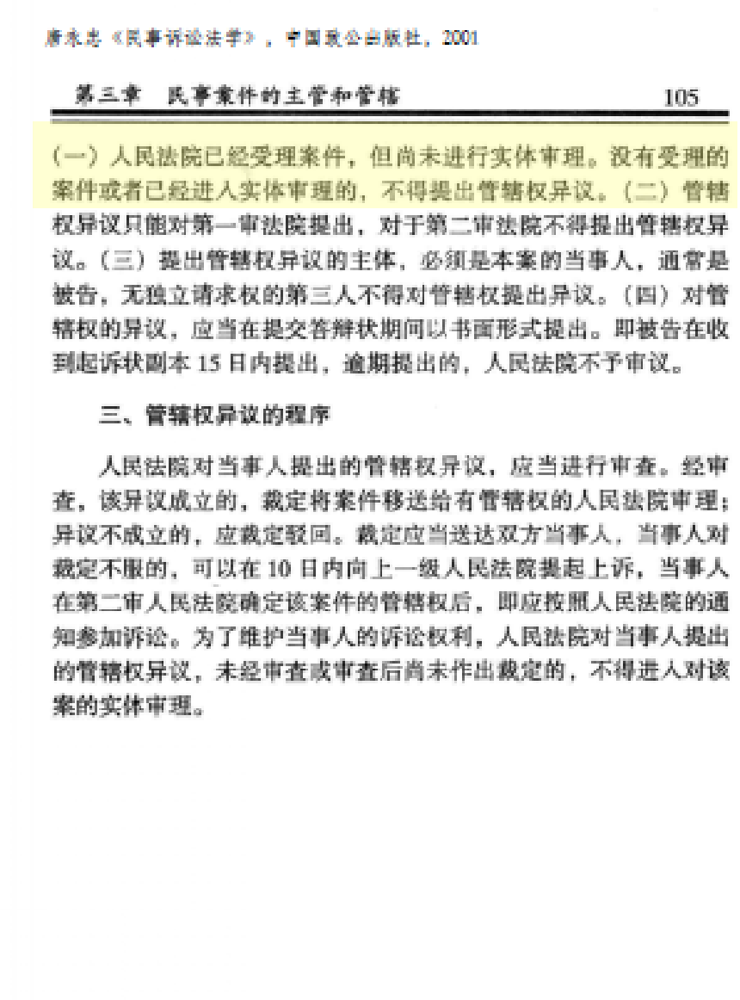 唐永忠《民事诉讼法学》，中国致公出版社，2001
第三章 民事案件的主管和管辖 105
（一）人民法院已经受理案件，但尚未进行实体审理。没有受理的
案件或者已经进入实体审理的，不得提出管辖权异议。（二）管辖
权异议只能对第一审法院提出，对于第二审法院不得提出管辖权异
议。（三）提出管辖权异议的主体，必须是本案的当事人，通常是
被告，无独立请求权的第三人不得对管辖权提出异议。（四）对管
辖权的异议，应当在提交答辩状期间以书面形式提出。即被告在收
到起诉状副本 15 日内提出，逾期提出的，人民法院不予审议。
三、管辖权异议的程序
人民法院对当事人提出的管辖权异议，应当进行审查。经审
查，该异议成立的，裁定将案件移送给有管辖权的人民法院审理；
异议不成立的，应裁定驳回。裁定应当送达双方当事人，当事人对
裁定不服的，可以在 10 日内向上一级人民法院提起上诉，当事人
在第二审人民法院确定该案件的管辖权后，即应按照人民法院的通
知参加诉讼。为了维护当事人的诉讼权利，人民法院对当事人提出
的管辖权异议，未经审查或审查后尚未作出裁定的，不得进入对该
案的实体审理。